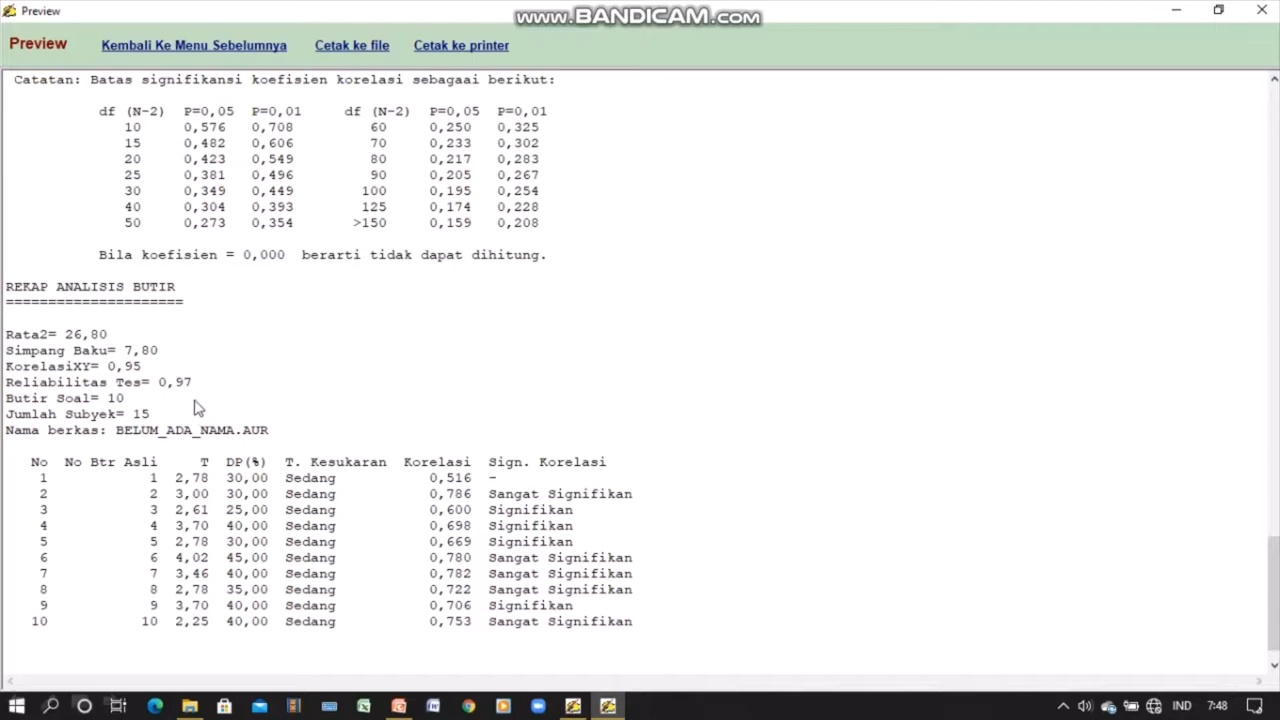 Preview
www.BANDICAM.com
Preview Kembali Ke Menu Sebelumnya Cetak ke file Cetak ke printer
Catatan: Batas signifikansi koefisien korelasi sebagaai berikut:
df (N-2) P=0,05 P=0,01 df (N-2) P=0,05 P=0,01
10 0,576 0,708 60 0,250 0,325
15 0,482 0,606 70 0,233 0,302
20 0,423 0,549 80 0,217 0,283
25 0,381 0,496 90 0,205 0,267
30 0,349 0,449 100 0,195 0,254
40 0,304 0,393 125 0,174 0,228
50 0,273 0,354 >150 0,159 0,208
Bila koefisien = 0,000 berarti tidak dapat dihitung.
REKAP ANALISIS BUTIR
=====================
Rata2= 26,80
Simpang Baku= 7,80
KorelasiXY= 0,95
Reliabilitas Tes= 0,97
Butir Soal= 10
Jumlah Subyek= 15
Nama berkas: BELUM_ADA_NAMA.AUR
No No Btr Asli T DP(%) T. Kesukaran Korelasi Sign. Korelasi
1 1 2,78 30,00 Sedang 0,516 -
2 2 3,00 30,00 Sedang 0,786 Sangat Signifikan
3 3 2,61 25,00 Sedang 0,600 Signifikan
4 4 3,70 40,00 Sedang 0,698 Signifikan
5 5 2,78 30,00 Sedang 0,669 Signifikan
6 6 4,02 45,00 Sedang 0,780 Sangat Signifikan
7 7 3,46 40,00 Sedang 0,782 Sangat Signifikan
8 8 2,78 35,00 Sedang 0,722 Sangat Signifikan
9 9 3,70 40,00 Sedang 0,706 Signifikan
10 10 2,25 40,00 Sedang 0,753 Sangat Signifikan
IND 7:48